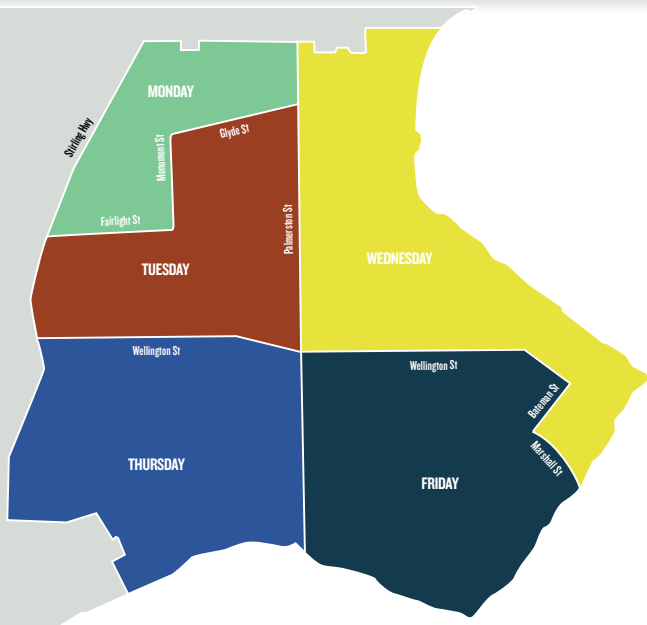 MONDAY
Stirling Hwy
Glyde St
Monument St
Fairlight St
Palmerston St
TUESDAY
WEDNESDAY
Wellington St
Wellington St
Bateman St
Marshall St
THURSDAY
FRIDAY